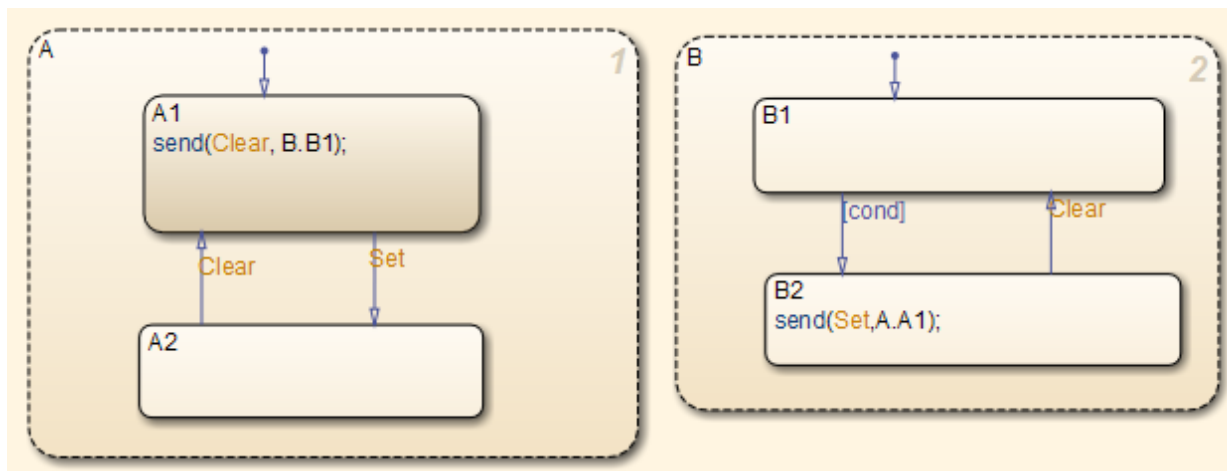 A
1
A1
send(Clear, B.B1);
Clear
Set
A2
B
2
B1
[cond]
Clear
B2
send(Set,A.A1);